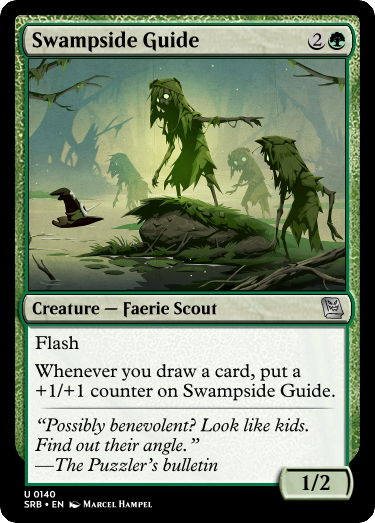 Swampside Guide 2
Creature — Faerie Scout
Flash
Whenever you draw a card, put a
+1/+1 counter on Swampside Guide.
“Possibly benevolent? Look like kids.
Find out their angle.”
—The Puzzler’s bulletin
1/2
U 0140
SRB • EN Marcel Hampel